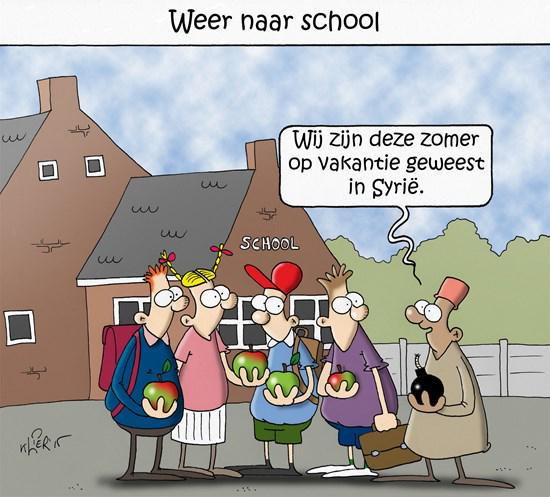 Weer naar school
Wij zijn deze zomer
op vakantie geweest
in Syrië.
SCHOOL